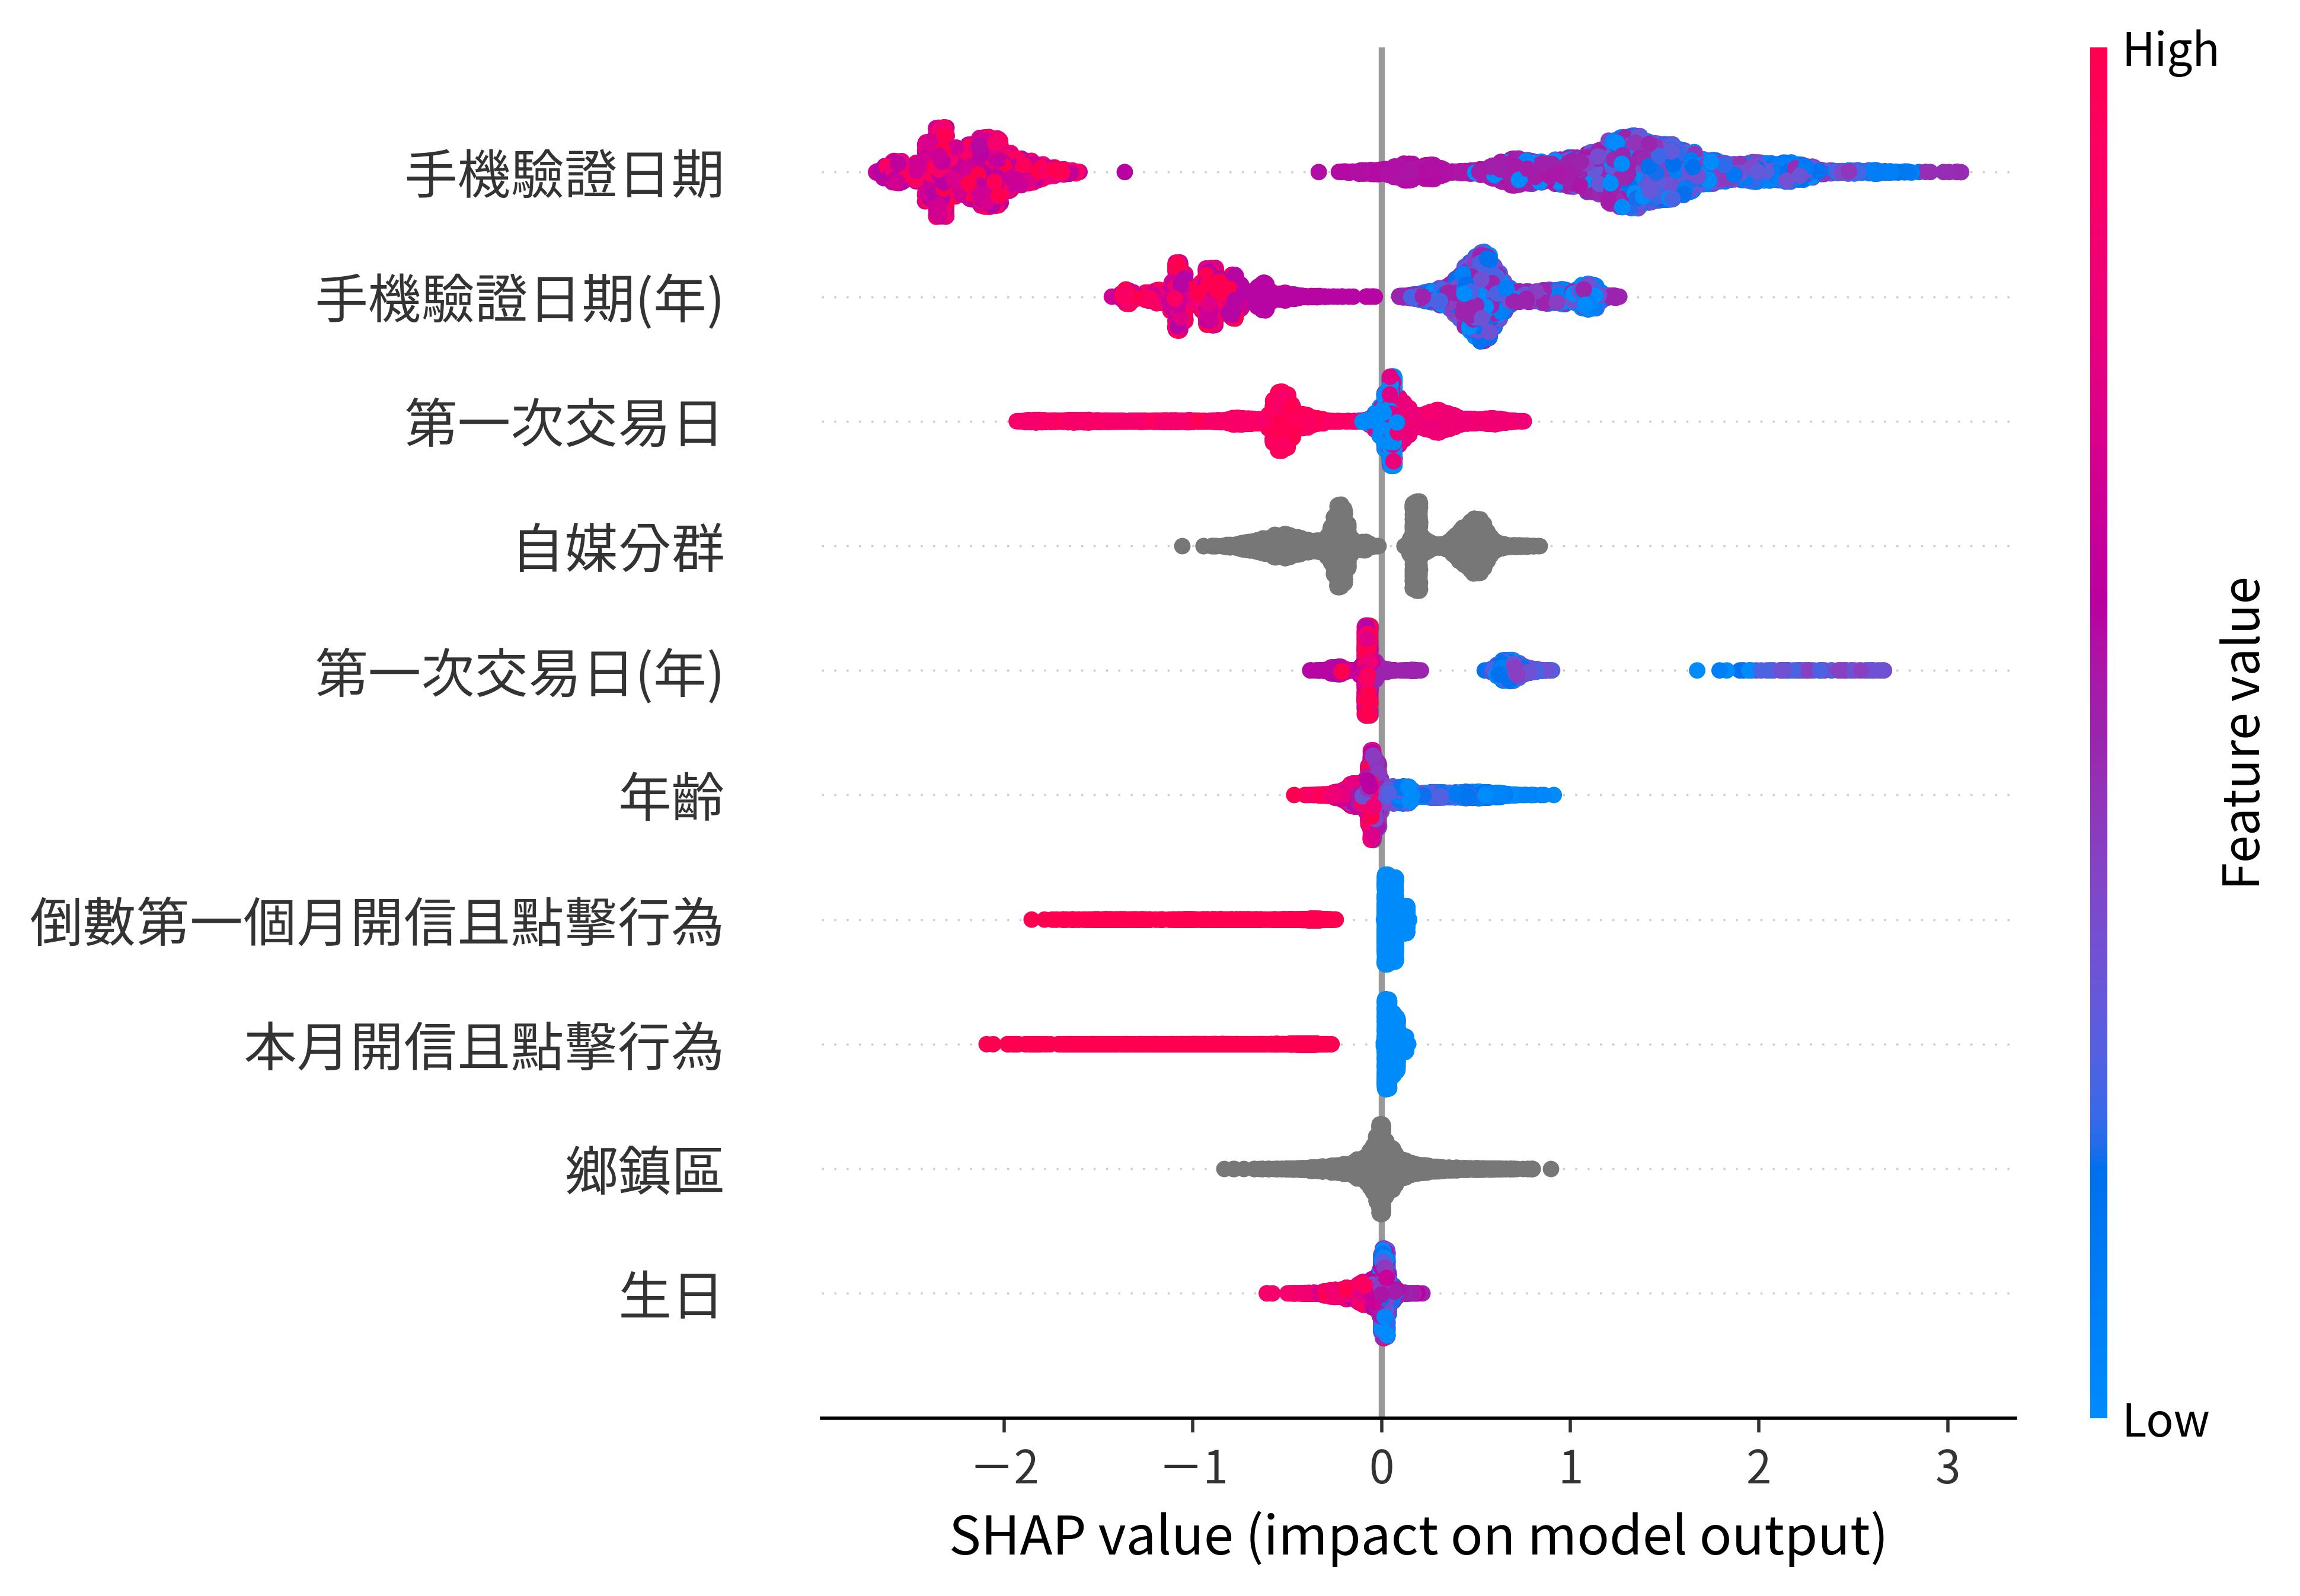 High
手機驗證日期
手機驗證日期(年)
第一次交易日
自媒分群
第一次交易日(年)
年齡
倒數第一個月開信且點擊行為
本月開信且點擊行為
鄉鎮區
生日
Feature value
Low
−2 −1 0 1 2 3
SHAP value (impact on model output)